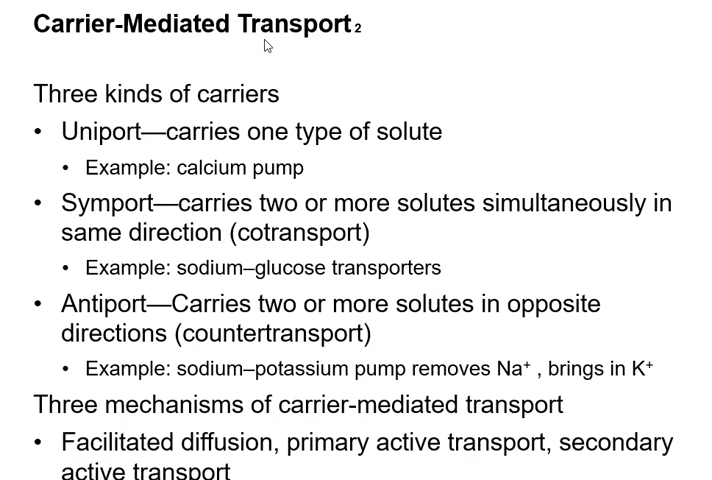 Carrier-Mediated Transport 2
Three kinds of carriers
• Uniport—carries one type of solute
• Example: calcium pump
• Symport—carries two or more solutes simultaneously in
same direction (cotransport)
• Example: sodium–glucose transporters
• Antiport—Carries two or more solutes in opposite
directions (countertransport)
• Example: sodium–potassium pump removes Na⁺ , brings in K⁺
Three mechanisms of carrier-mediated transport
• Facilitated diffusion, primary active transport, secondary
active transport